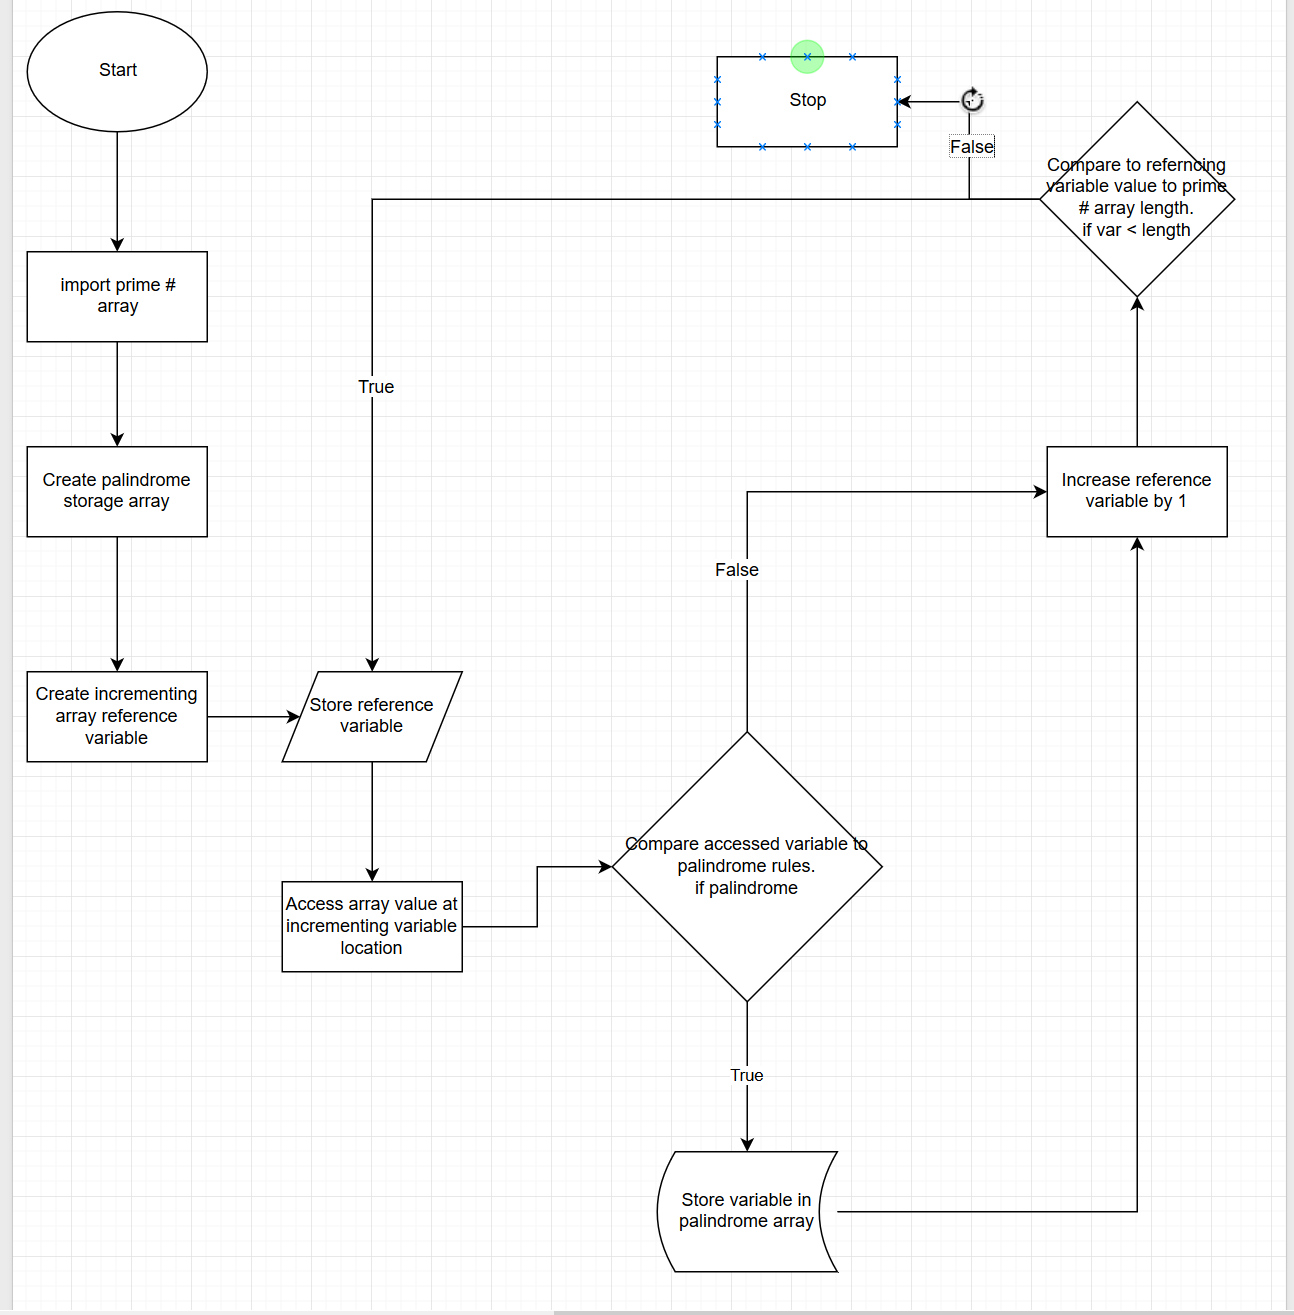 Start
Stop
False
Compare to referncing
variable value to prime
# array length.
if var < length
import prime #
array
True
Create palindrome
storage array
Increase reference
variable by 1
False
Create incrementing
array reference
variable
Store reference
variable
Compare accessed variable to
palindrome rules.
if palindrome
Access array value at
incrementing variable
location
True
Store variable in
palindrome array